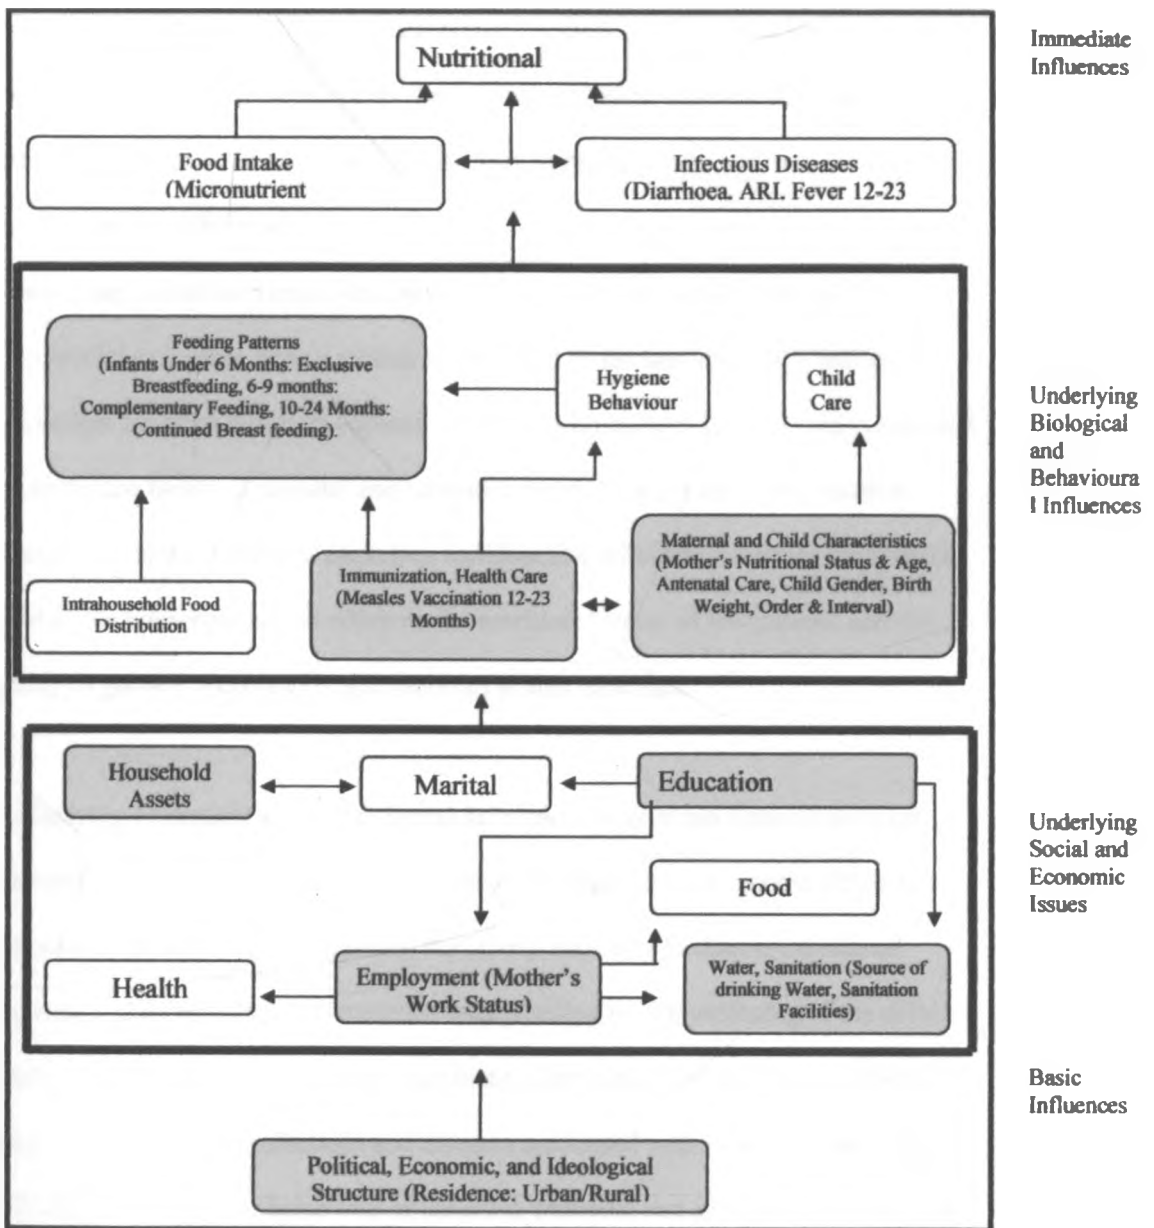 Immediate
Influences
Nutritional
Food Intake
(Micronutrient
Infectious Diseases
(Diarrhoea. ARI. Fever 12-23
Feeding Patterns
(Infants Under 6 Months: Exclusive
Breastfeeding, 6-9 months:
Complementary Feeding, 10-24 Months:
Continued Breast feeding).
Hygiene
Behaviour
Child
Care
Underlying
Biological
and
Behavioura
l Influences
Intrahousehold Food
Distribution
Immunization, Health Care
(Measles Vaccination 12-23
Months)
Maternal and Child Characteristics
(Mother's Nutritional Status & Age,
Antenatal Care, Child Gender, Birth
Weight, Order & Interval)
Household
Assets
Marital
Education
Underlying
Social and
Economic
Issues
Food
Health
Employment (Mother's
Work Status)
Water, Sanitation (Source of
drinking Water, Sanitation
Facilities)
Basic
Influences
Political, Economic, and Ideological
Structure (Residence: Urban/Rural)